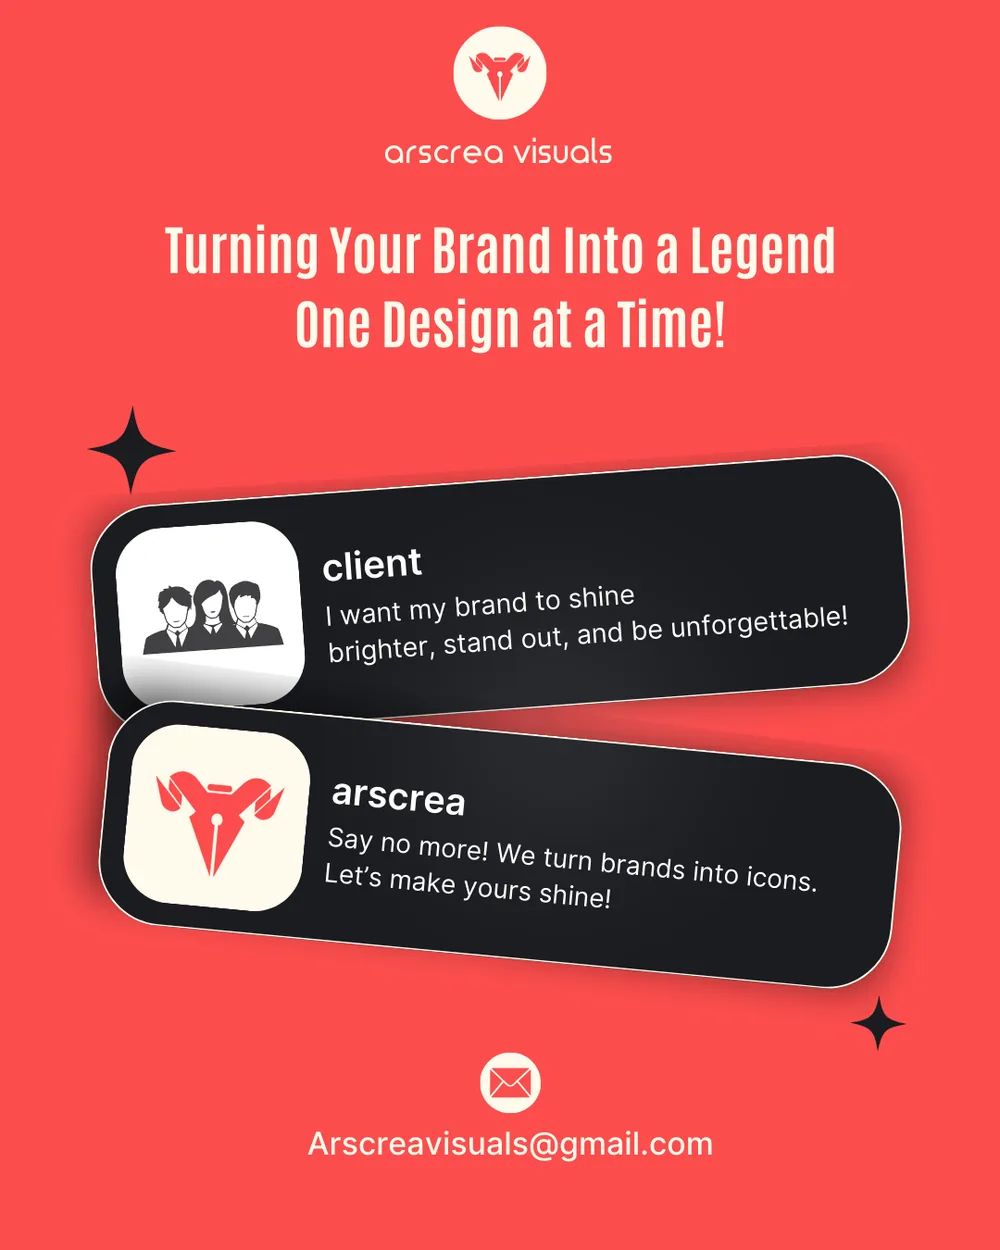 arscrea visuals
Turning Your Brand Into a Legend
One Design at a Time!
client
I want my brand to shine
brighter, stand out, and be unforgettable!
arscrea
Say no more! We turn brands into icons.
Let’s make yours shine!
Arscreavisuals@gmail.com